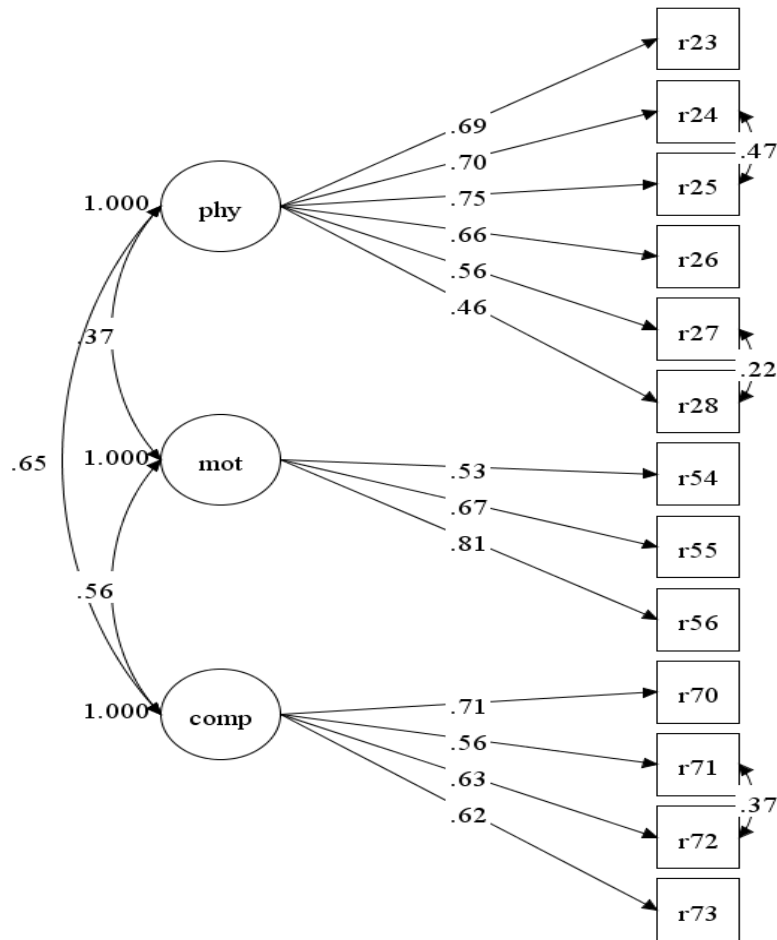 r23
r24
.69
.47
.70
r25
.75
1.000
phy
.66
r26
.56
.46
r27
.37
.22
r28
1.000
mot
.65
.53
r54
.67
.81
r55
.56
r56
.71
r70
1.000
comp
.56
r71
.63
.37
.62
r72
r73